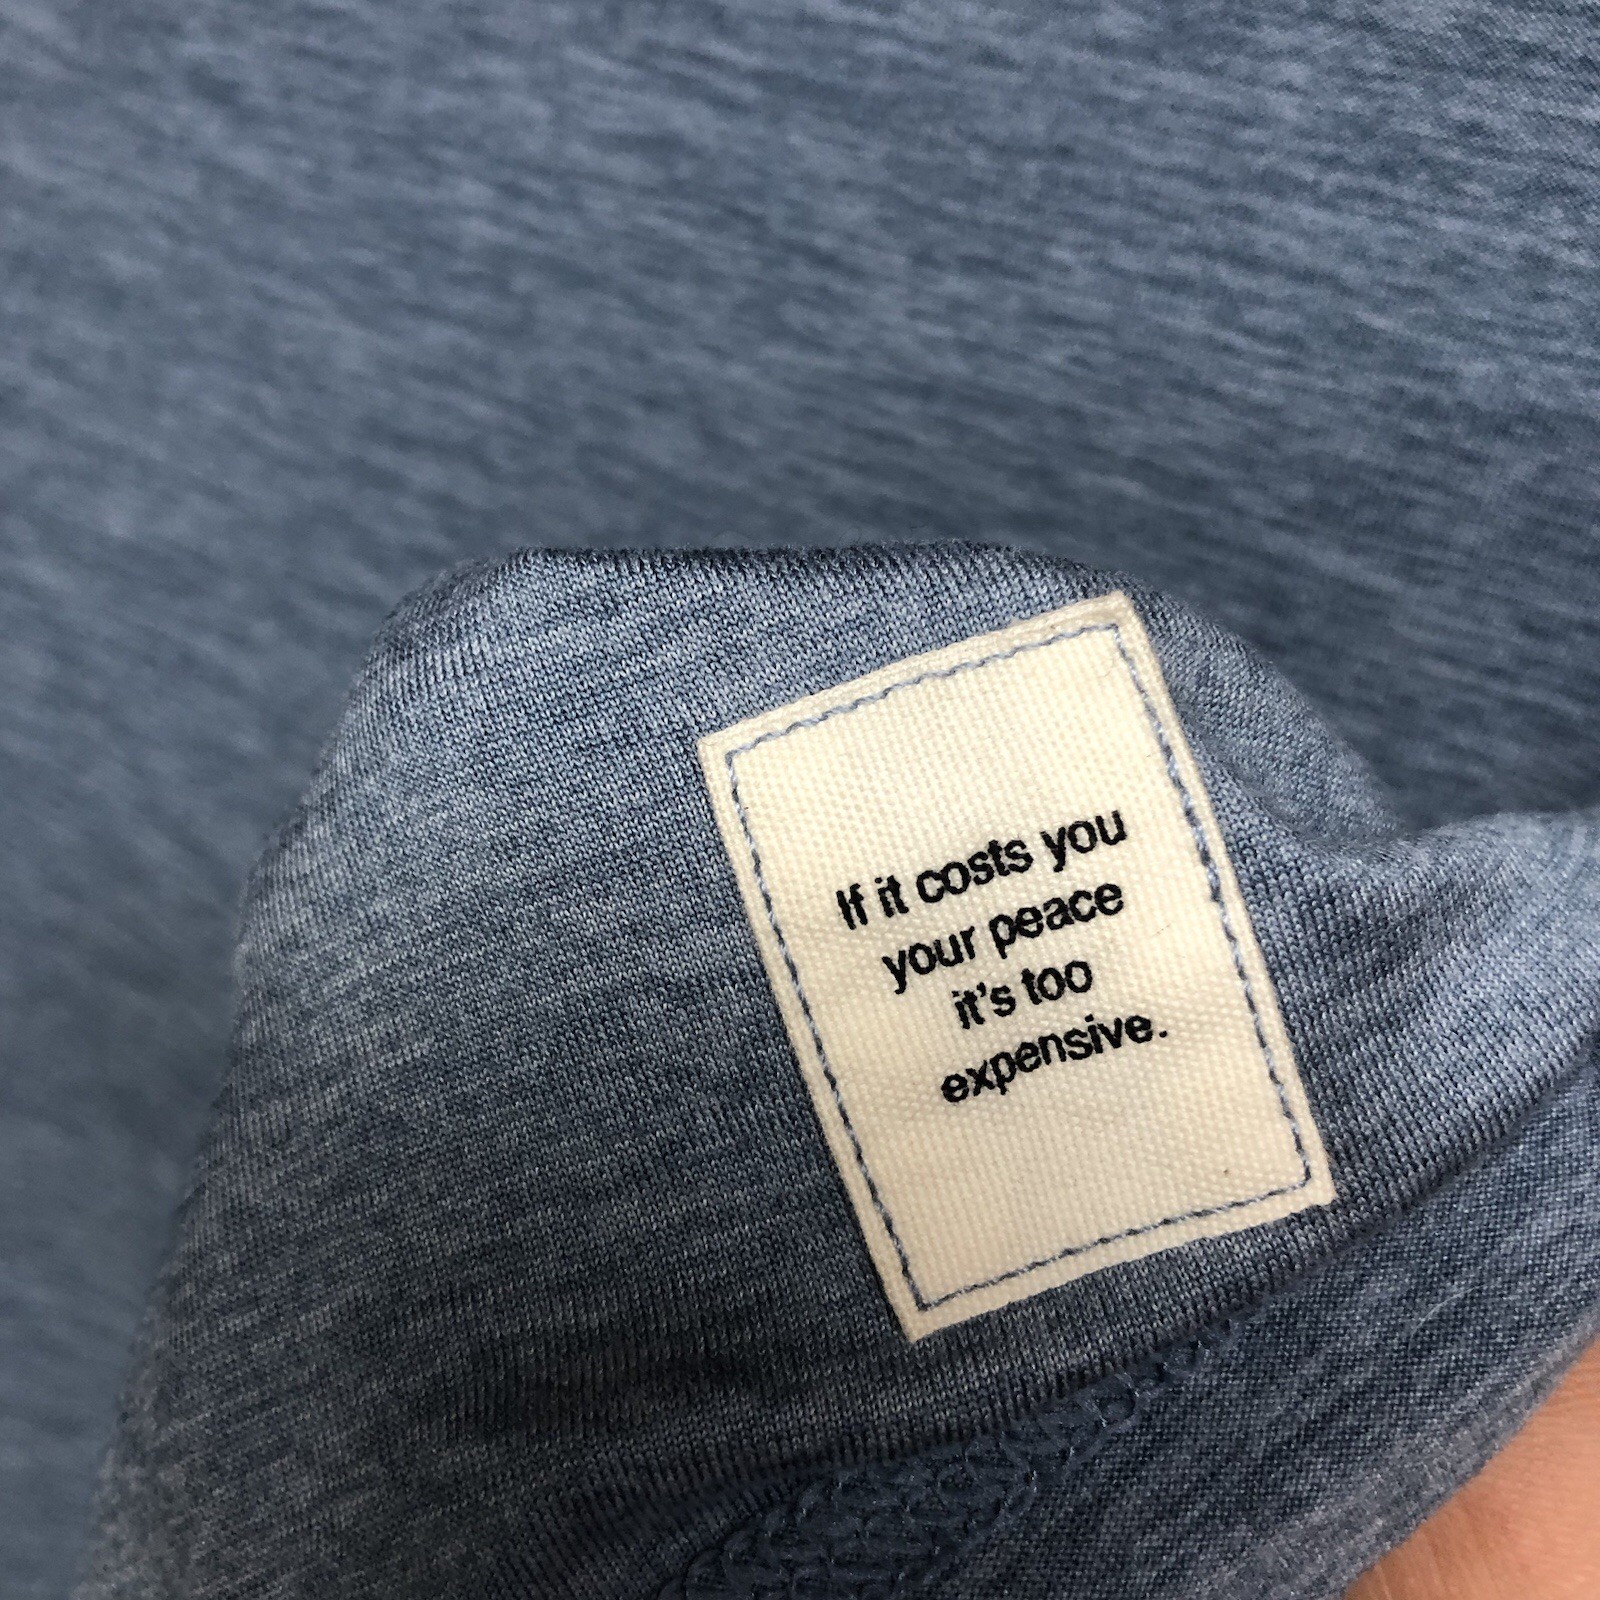 If it costs you
your peace
it's too
expensive.